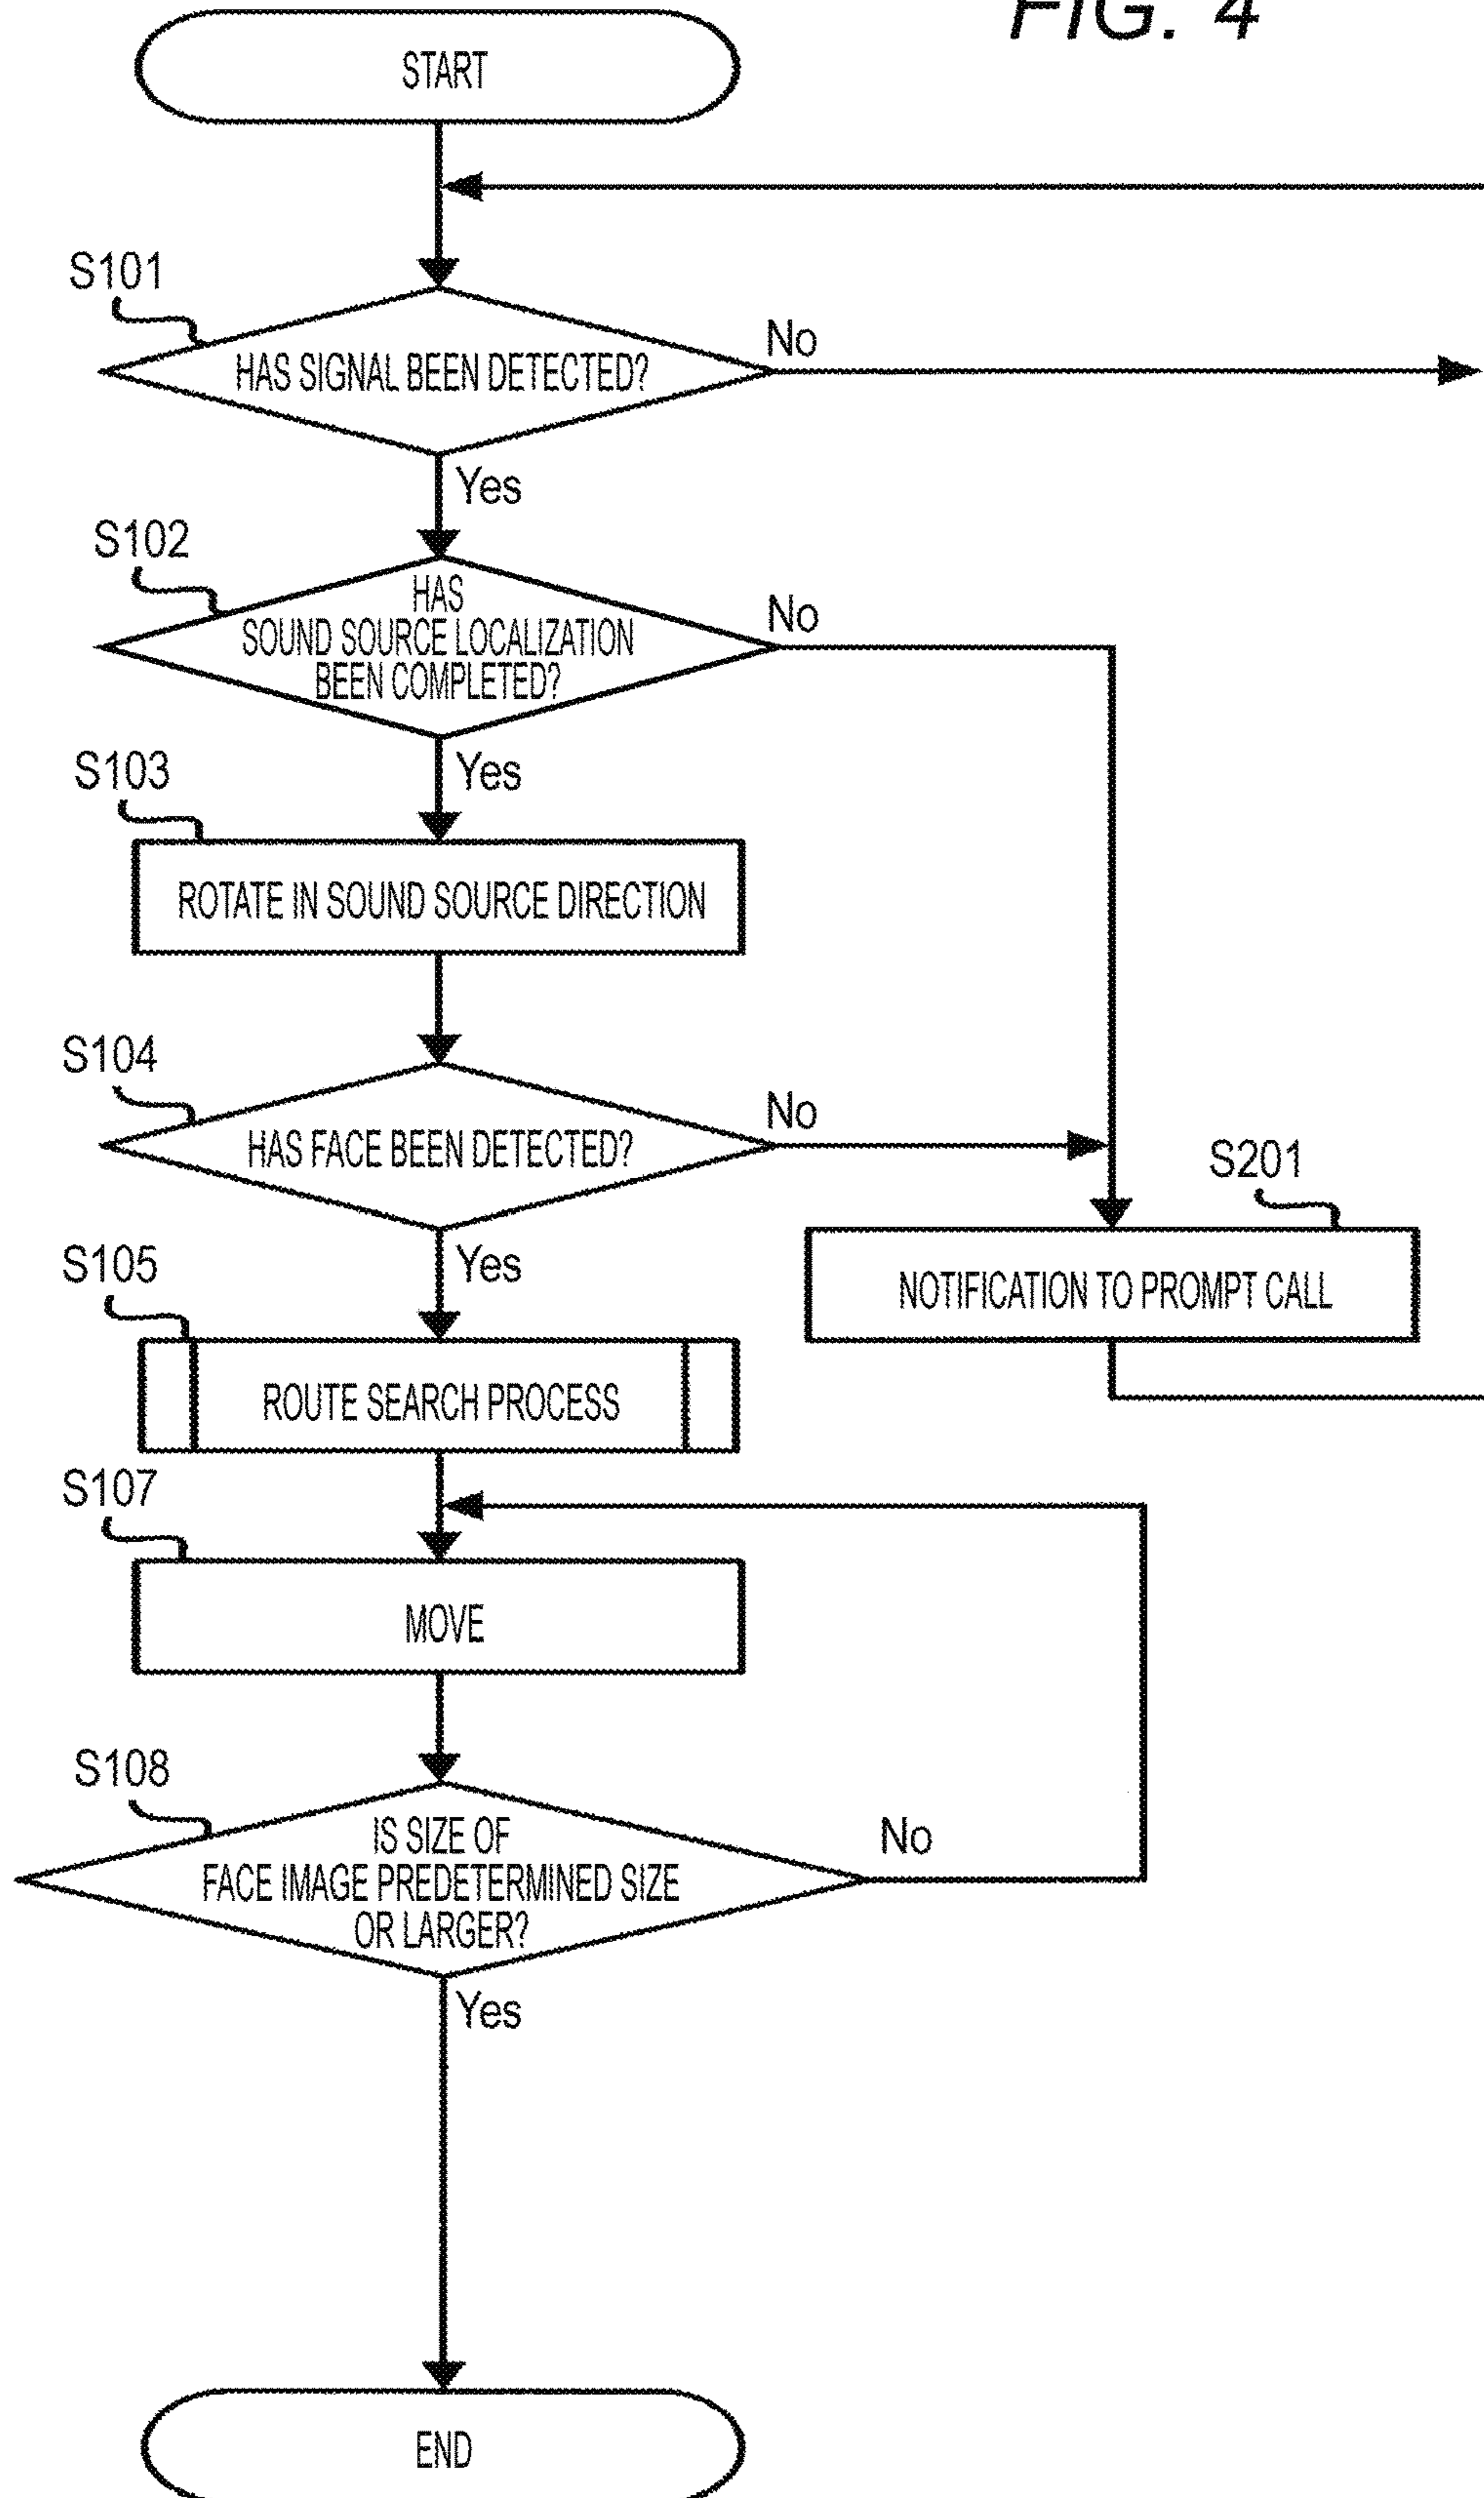 FIG. 4
START
S101
HAS SIGNAL BEEN DETECTED?
No
Yes
S102
HAS
SOUND SOURCE LOCALIZATION
BEEN COMPLETED?
No
Yes
S103
ROTATE IN SOUND SOURCE DIRECTION
S104
HAS FACE BEEN DETECTED?
No
Yes
S201
NOTIFICATION TO PROMPT CALL
S105
ROUTE SEARCH PROCESS
S107
MOVE
S108
IS SIZE OF
FACE IMAGE PREDETERMINED SIZE
OR LARGER?
No
Yes
END